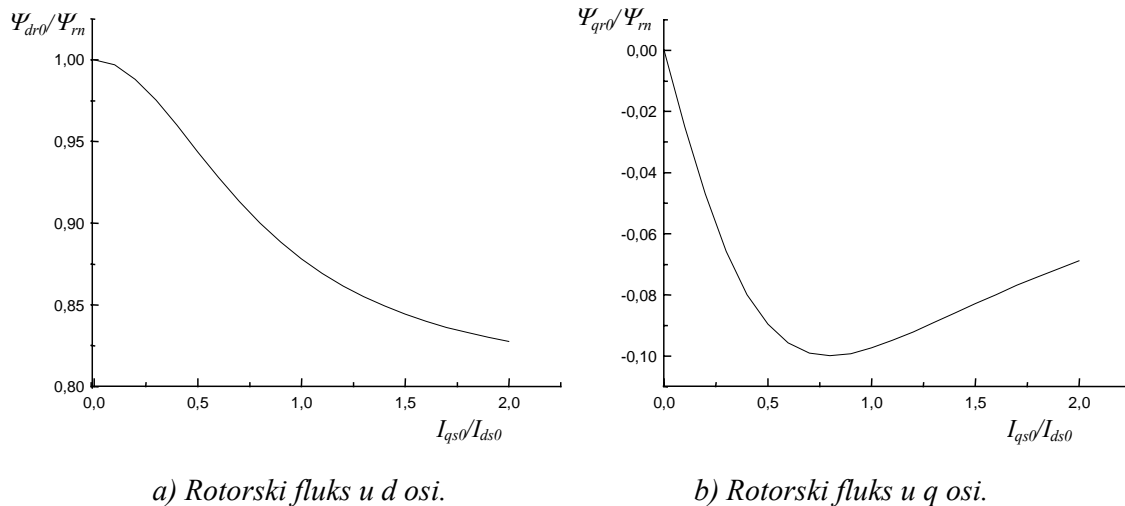 Ψdr0/Ψrn
1,00
0,95
0,90
0,85
0,80
0,0 0,5 1,0 1,5 2,0
Iqs0/Ids0
a) Rotorski fluks u d osi.
Ψqr0/Ψrn
0,00
-0,02
-0,04
-0,06
-0,08
-0,10
0,0 0,5 1,0 1,5 2,0
Iqs0/Ids0
b) Rotorski fluks u q osi.